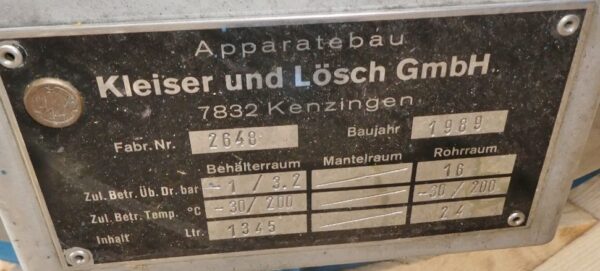 Apparatebau
Kleiser und Lösch GmbH
7832 Kenzingen
Fabr. Nr. 2648 Baujahr 1989
Behälterraum Mantelraum Rohrraum
Zul. Betr. Üb. Dr. bar -1 / 3,2 16
Zul. Betr. Temp. °C -30/ 200 -30/ 200
Inhalt Ltr. 1345 24